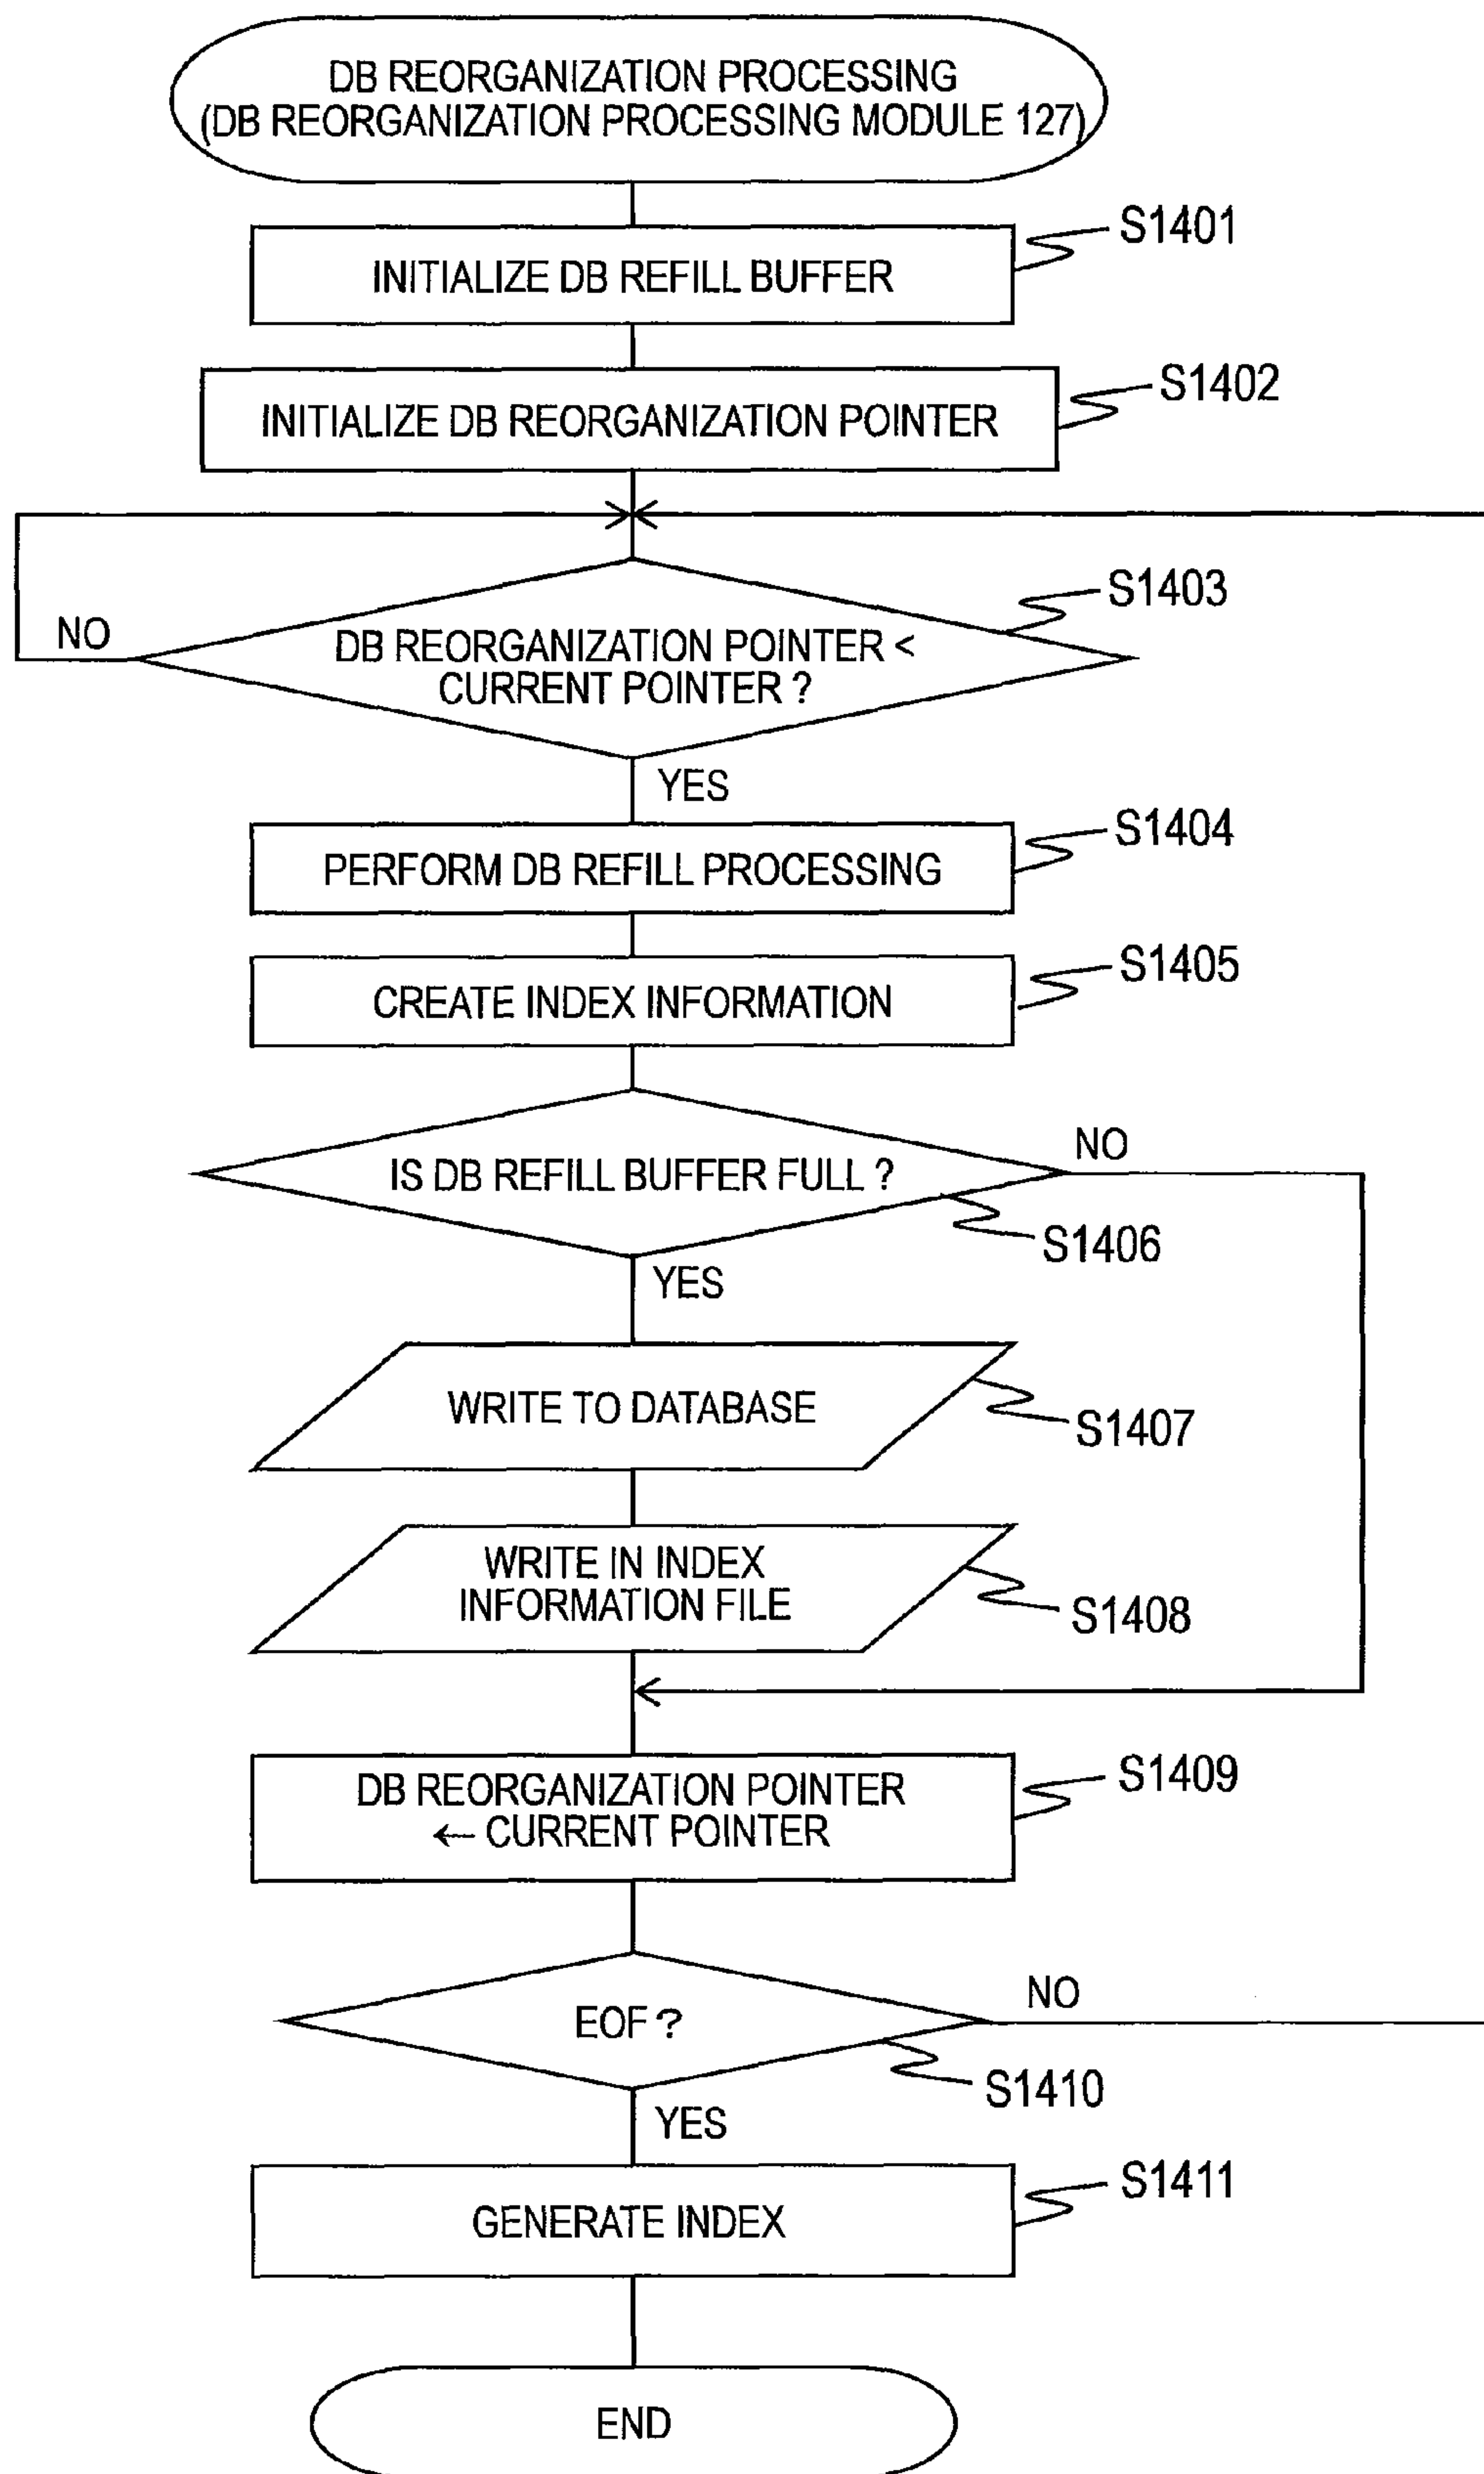 DB REORGANIZATION PROCESSING
(DB REORGANIZATION PROCESSING MODULE 127)
S1401
INITIALIZE DB REFILL BUFFER
S1402
INITIALIZE DB REORGANIZATION POINTER
S1403
NO
DB REORGANIZATION POINTER <
CURRENT POINTER ?
YES
S1404
PERFORM DB REFILL PROCESSING
S1405
CREATE INDEX INFORMATION
NO
IS DB REFILL BUFFER FULL ?
S1406
YES
WRITE TO DATABASE
S1407
WRITE IN INDEX
INFORMATION FILE
S1408
S1409
DB REORGANIZATION POINTER
← CURRENT POINTER
NO
EOF ?
S1410
YES
S1411
GENERATE INDEX
END